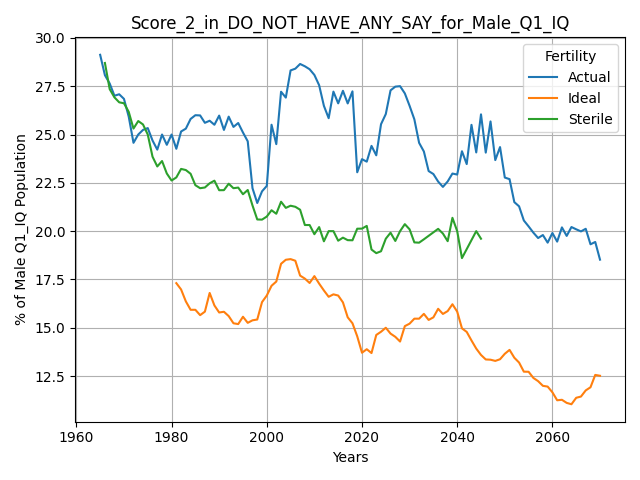 Score_2_in_DO_NOT_HAVE_ANY_SAY_for_Male_Q1_IQ
Fertility
Actual
Ideal
Sterile
% of Male Q1_IQ Population
30.0
27.5
25.0
22.5
20.0
17.5
15.0
12.5
1960 1980 2000 2020 2040 2060
Years